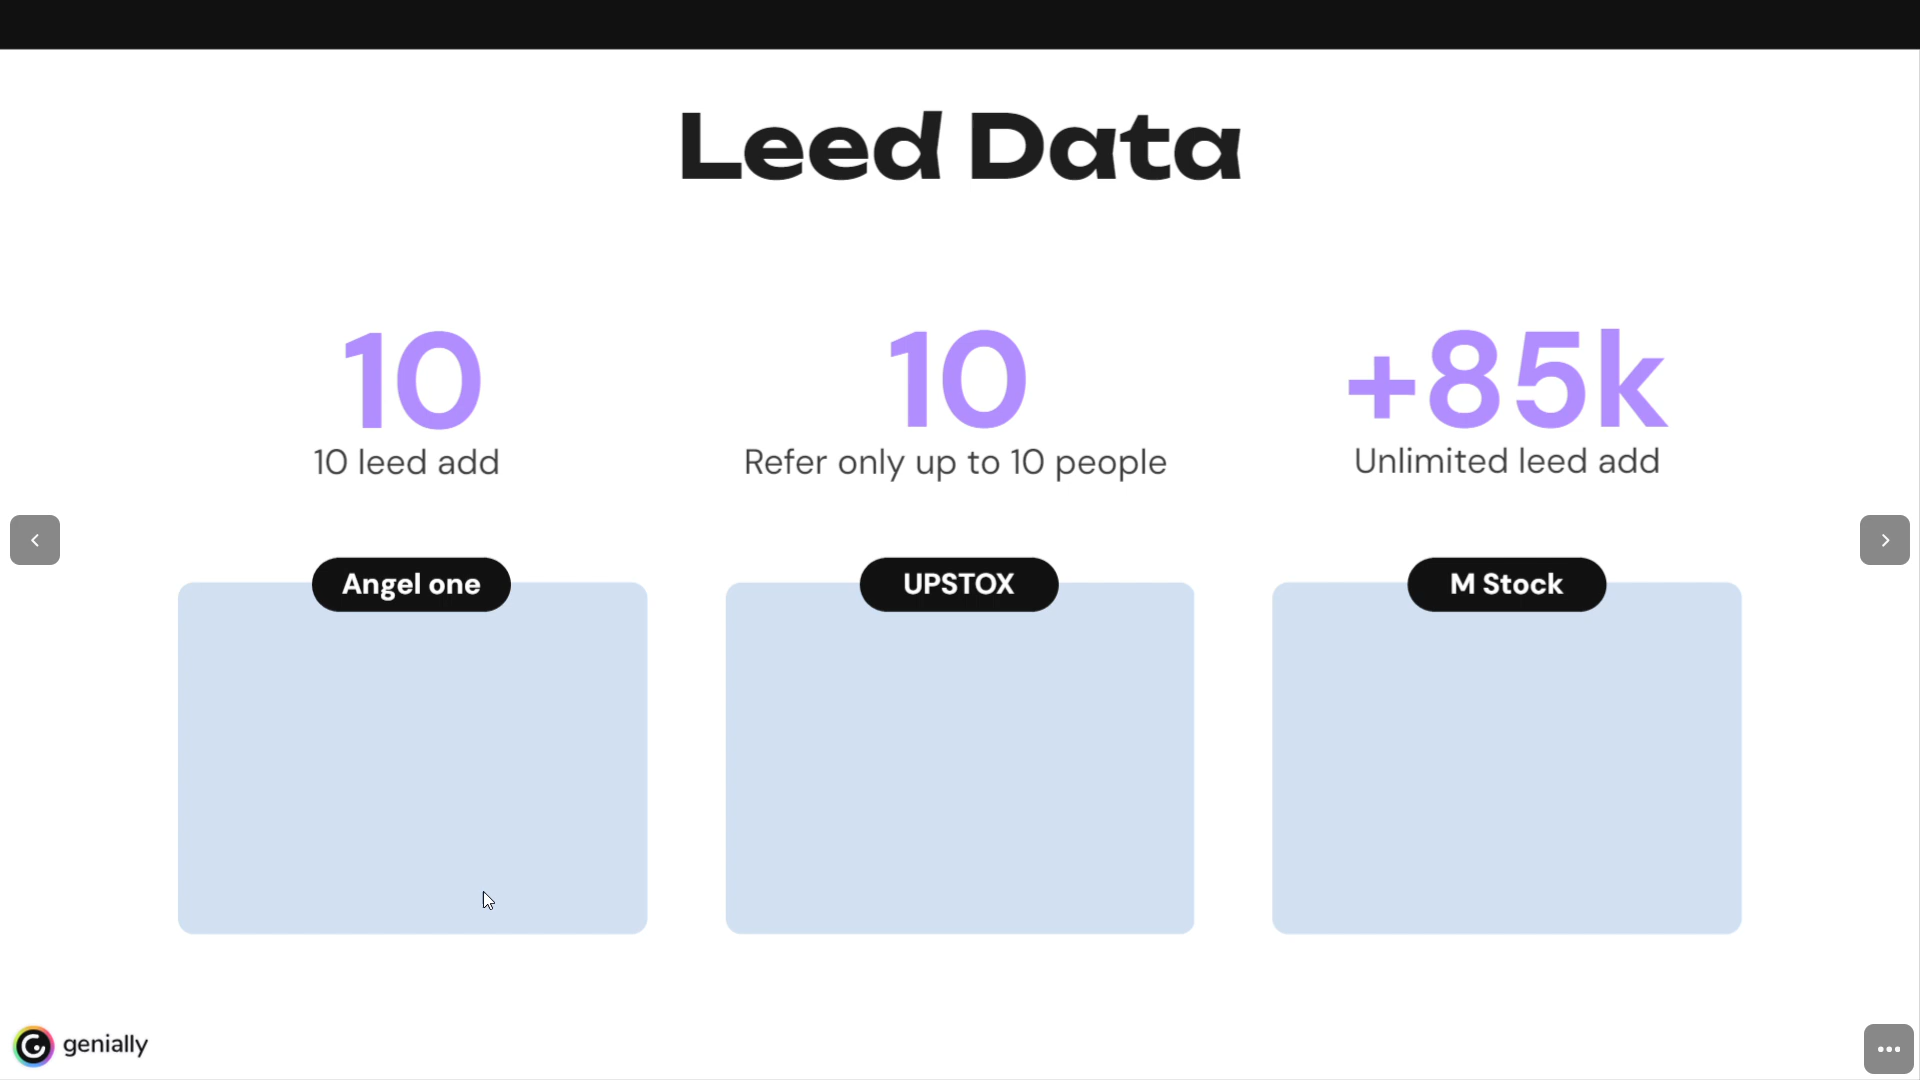 Leed Data
10
10 leed add
10
Refer only up to 10 people
+85k
Unlimited leed add
Angel one
UPSTOX
M Stock
genially